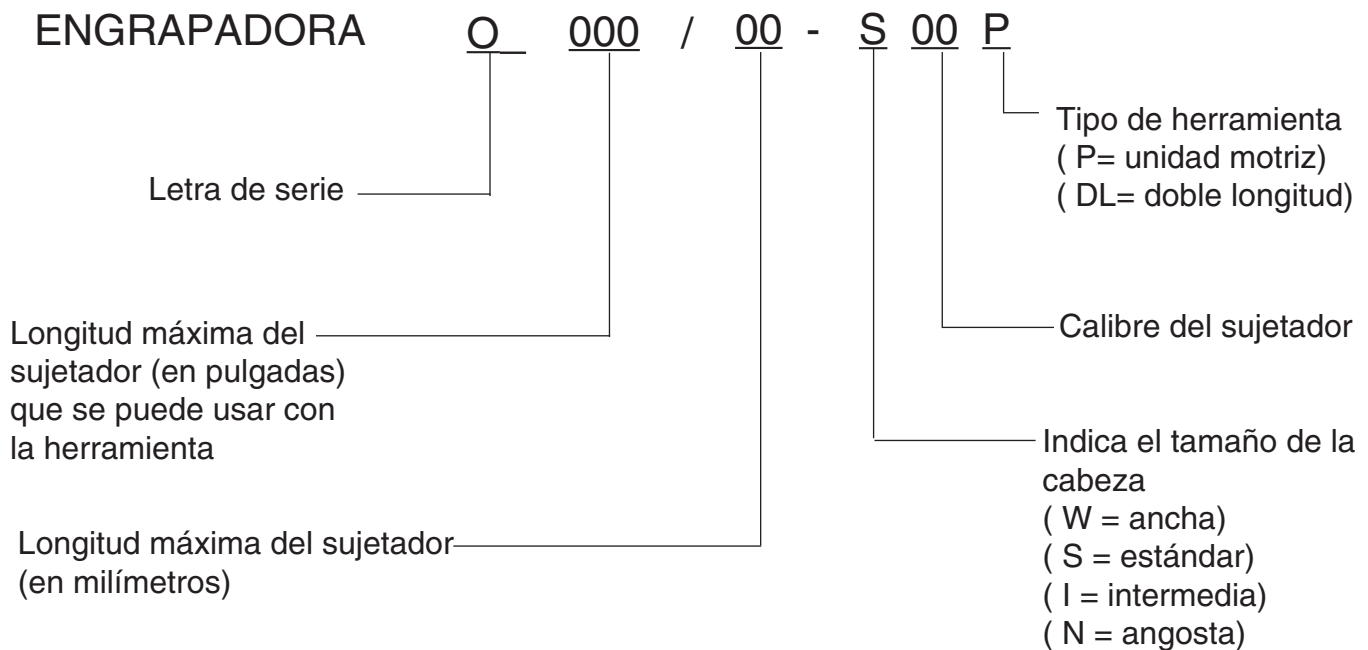 ENGRAPADORA O_ 000 / 00 - S 00 P
Tipo de herramienta
( P= unidad motriz)
( DL= doble longitud)
Letra de serie
Longitud máxima del
sujetador (en pulgadas)
que se puede usar con
la herramienta
Calibre del sujetador
Indica el tamaño de la
cabeza
( W = ancha)
( S = estándar)
( I = intermedia)
( N = angosta)
Longitud máxima del sujetador
(en milímetros)